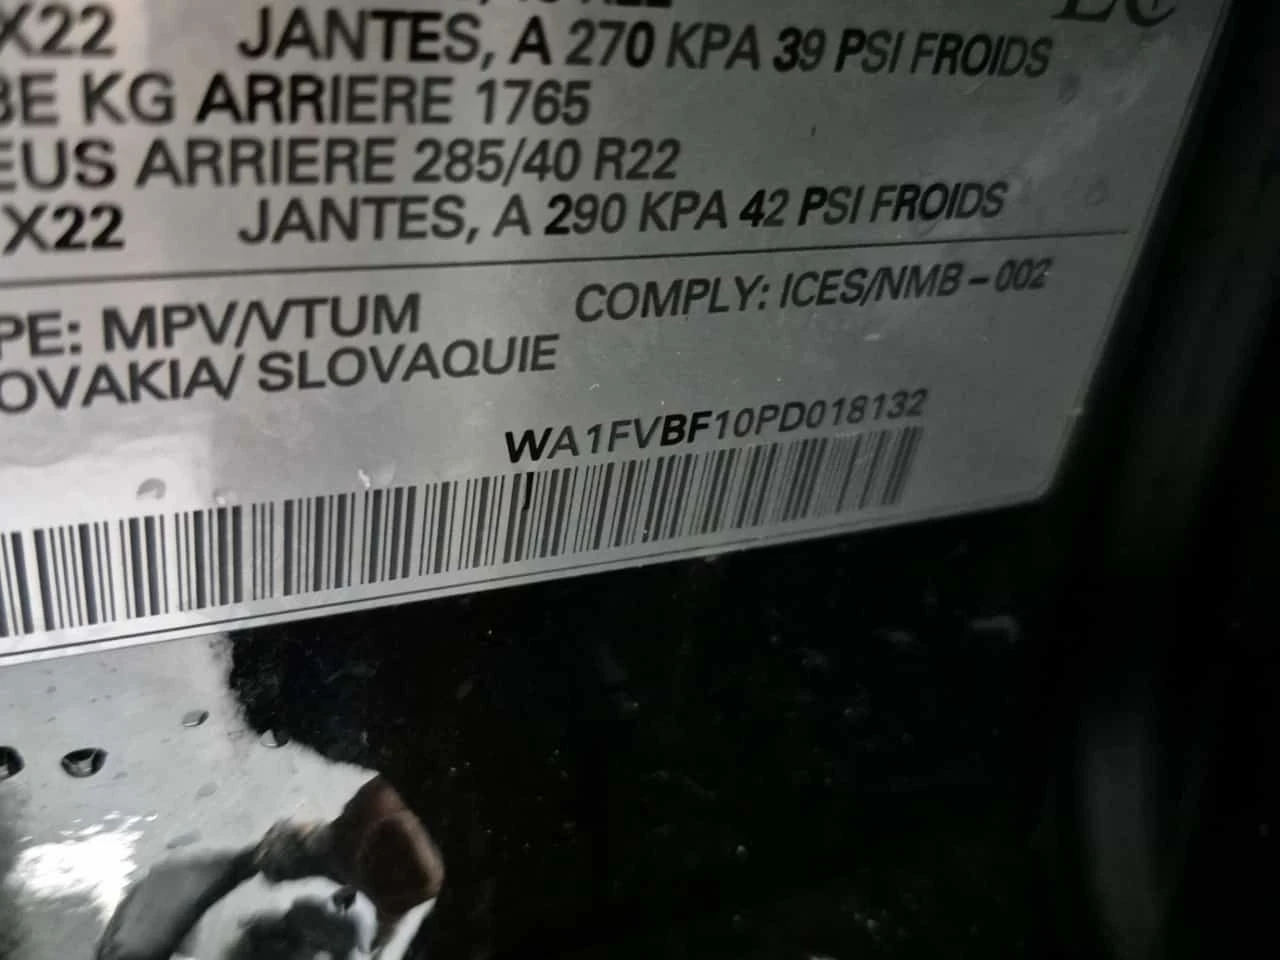 X22 JANTES, A 270 KPA 39 PSI FROIDS
BE KG ARRIERE 1765
EUS ARRIERE 285/40 R22
X22 JANTES, A 290 KPA 42 PSI FROIDS
PE: MPV/VTUM COMPLY: ICES/NMB-002
OVAKIA/ SLOVAQUIE
WA1FVBF10PD018132